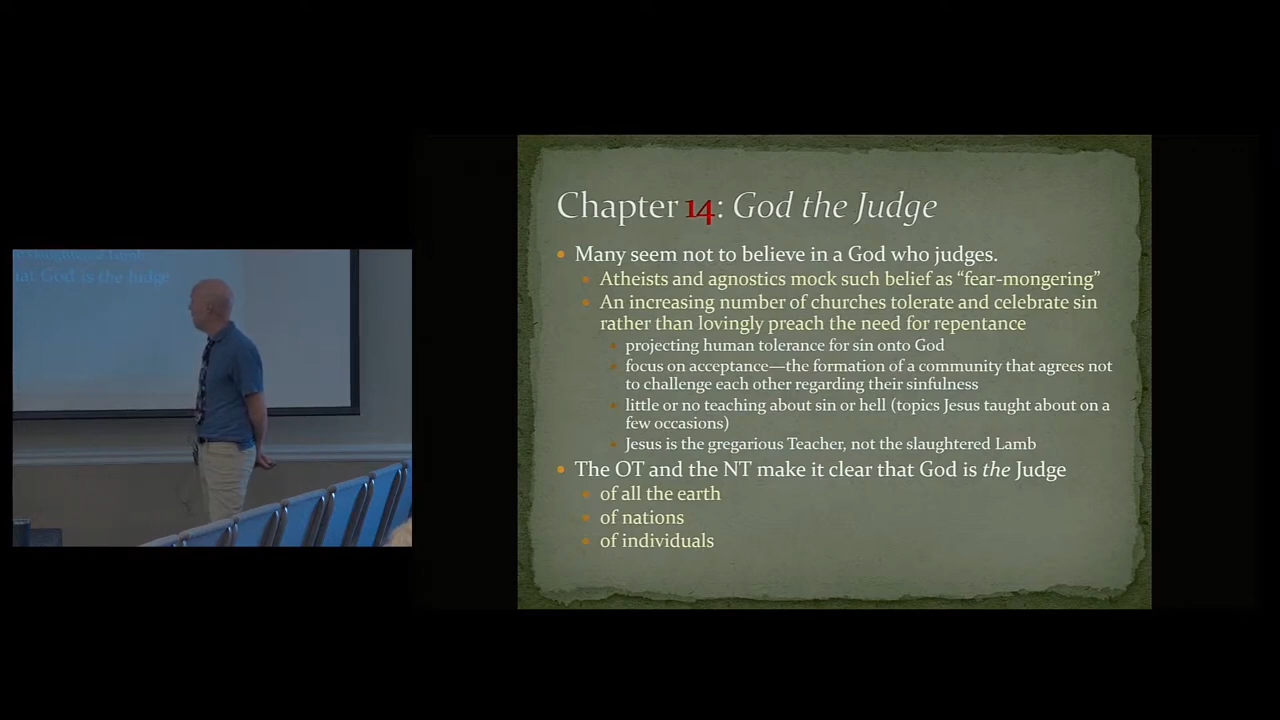 Chapter 14: God the Judge
• Many seem not to believe in a God who judges.
• Atheists and agnostics mock such belief as “fear-mongering”
• An increasing number of churches tolerate and celebrate sin
rather than lovingly preach the need for repentance
• projecting human tolerance for sin onto God
• focus on acceptance—the formation of a community that agrees not
to challenge each other regarding their sinfulness
• little or no teaching about sin or hell (topics Jesus taught about on a
few occasions)
• Jesus is the gregarious Teacher, not the slaughtered Lamb
• The OT and the NT make it clear that God is the Judge
• of all the earth
• of nations
• of individuals
God is the Judge